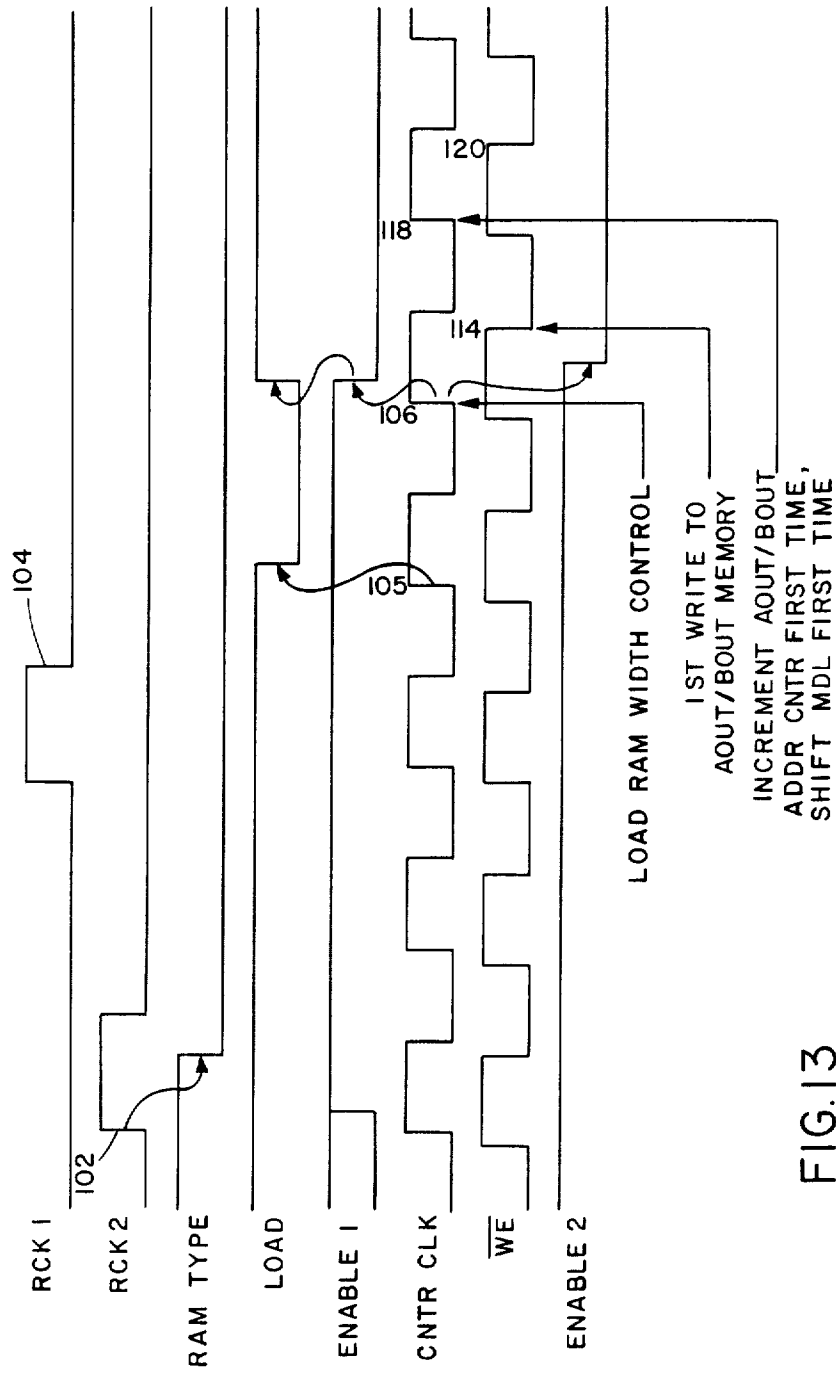 RCK 1
104
RCK 2
102
RAM TYPE
LOAD
ENABLE 1
105
106
CNTR CLK
118
WE
114
120
ENABLE 2
LOAD RAM WIDTH CONTROL
1ST WRITE TO
AOUT/BOUT MEMORY
INCREMENT AOUT/BOUT
ADDR CNTR FIRST TIME,
SHIFT MDL FIRST TIME
FIG.13